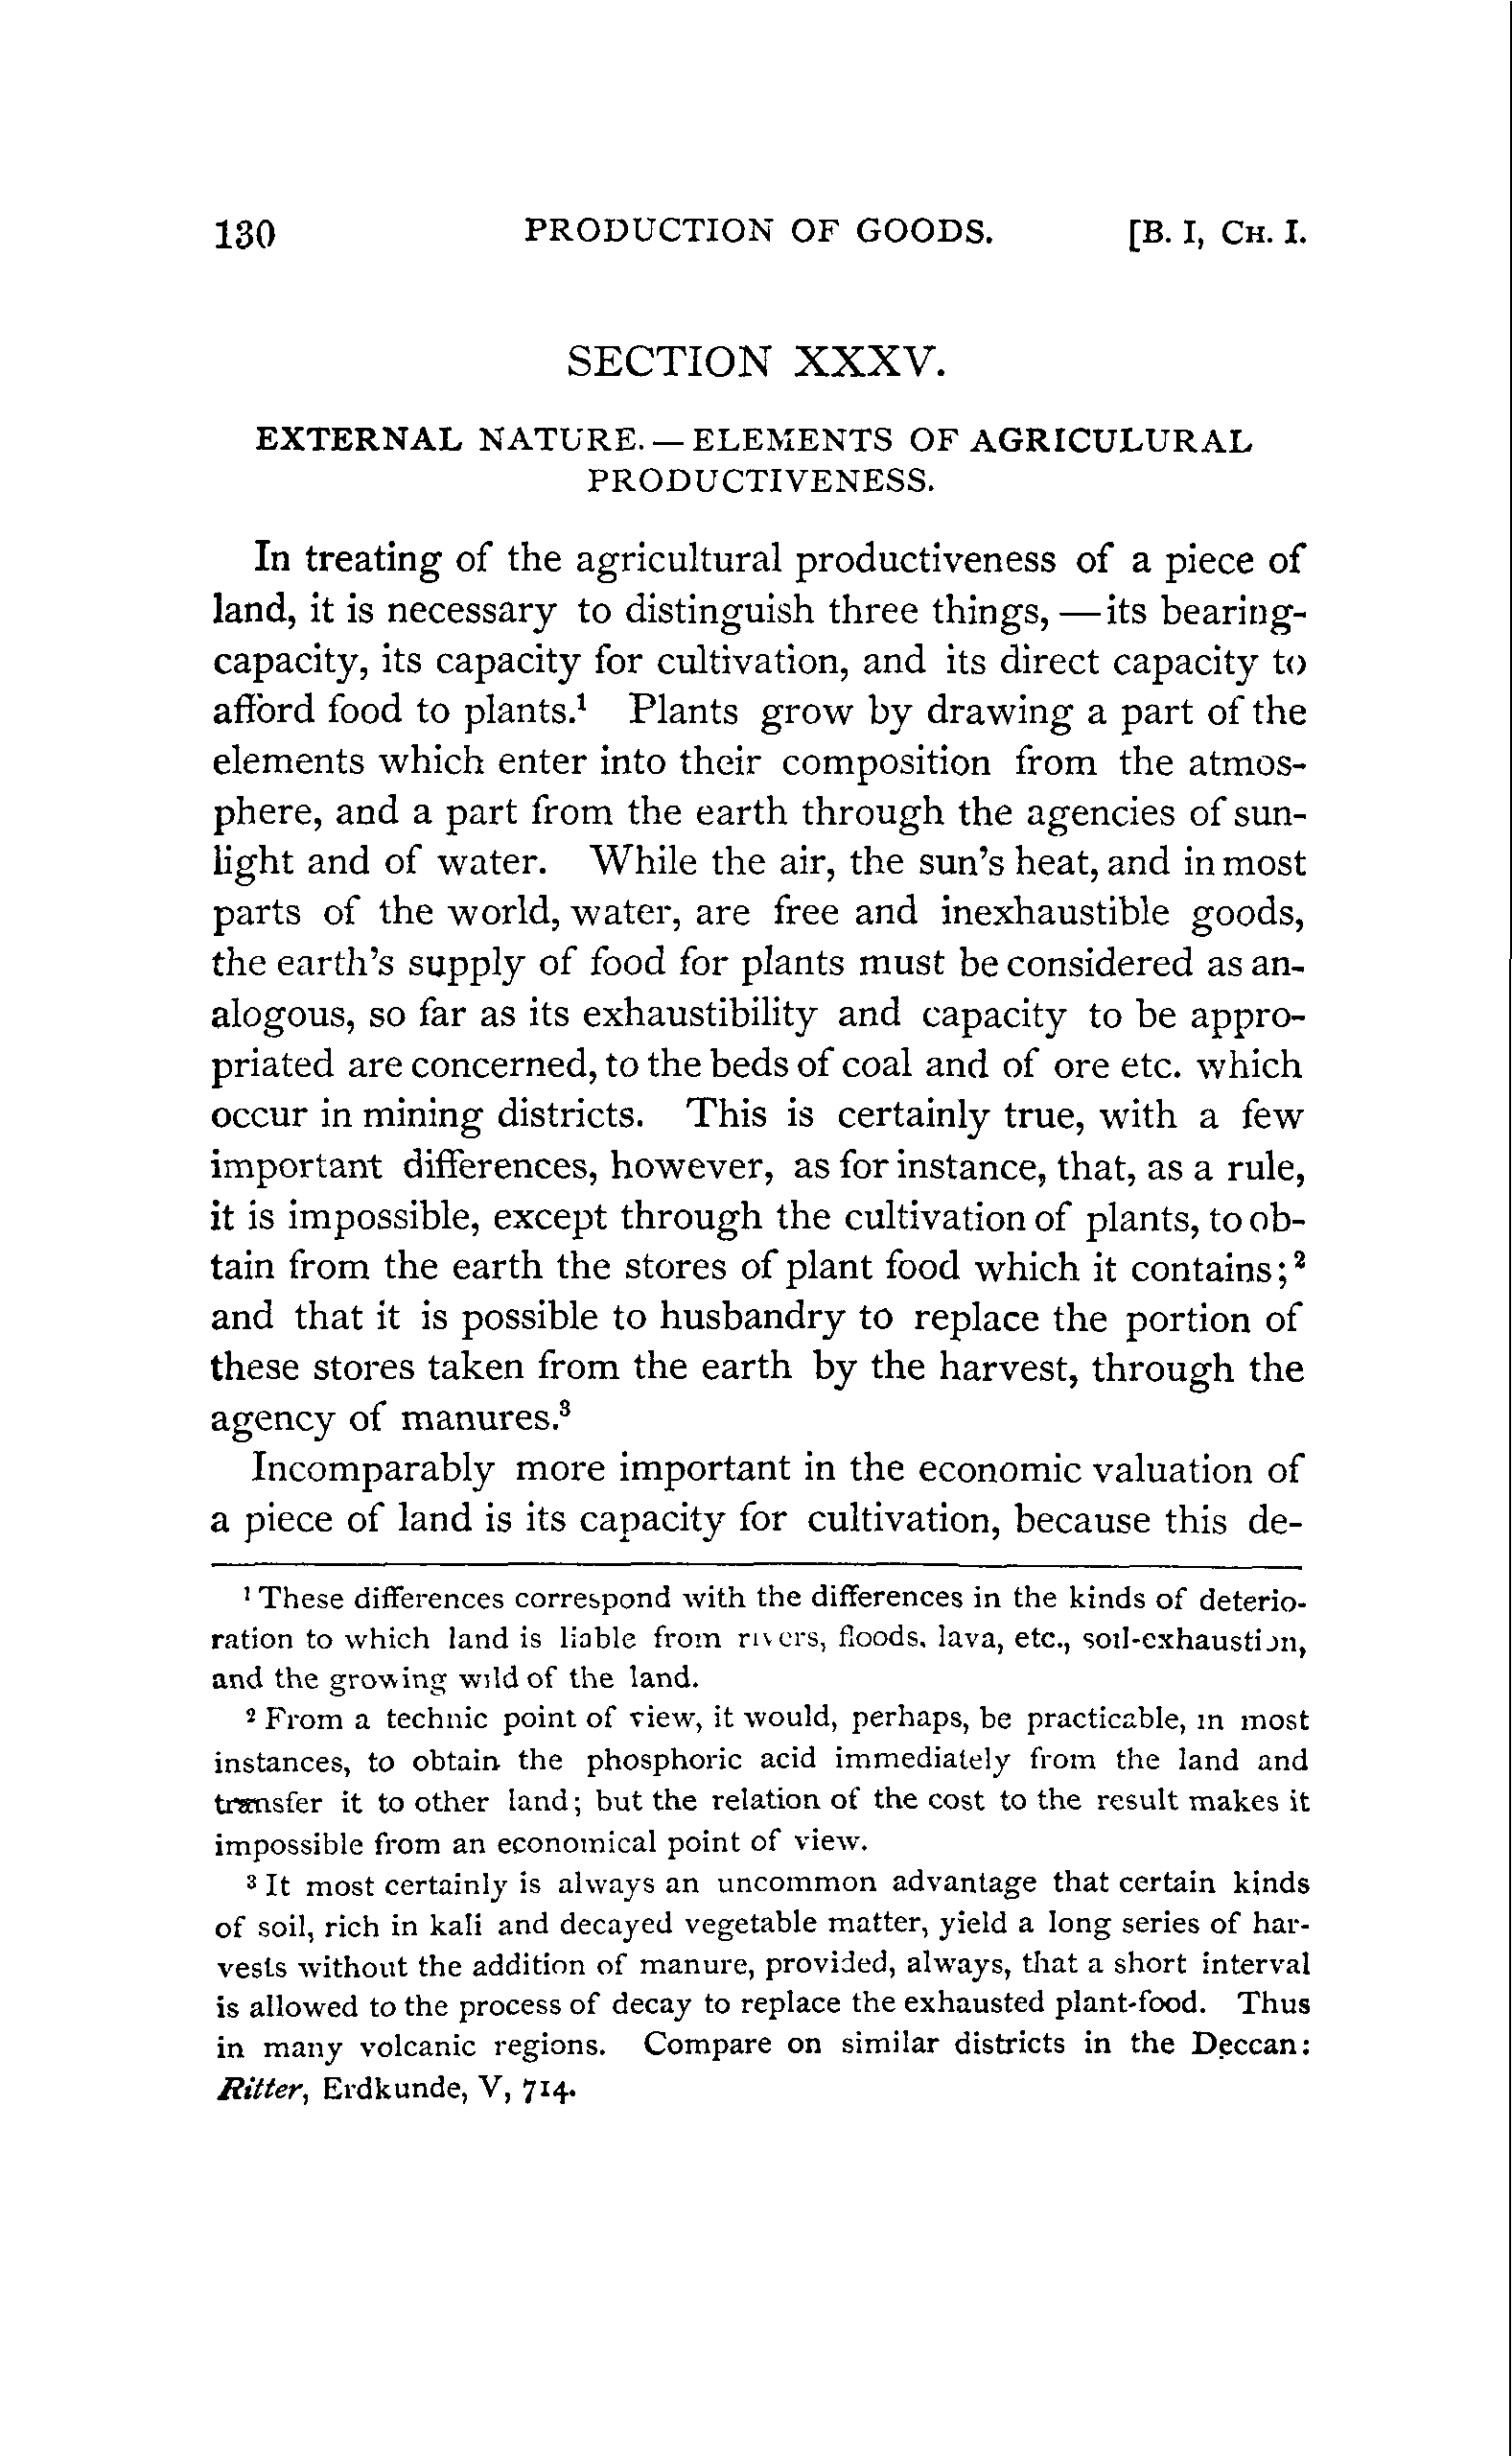 130 PRODUCTION OF GOODS. [B. I, CH. I.
SECTION XXXV.
EXTERNAL NATURE. — ELEMENTS OF AGRICULURAL
PRODUCTIVENESS.
In treating of the agricultural productiveness of a piece of
land, it is necessary to distinguish three things, — its bearing-
capacity, its capacity for cultivation, and its direct capacity to
afford food to plants.¹ Plants grow by drawing a part of the
elements which enter into their composition from the atmos-
phere, and a part from the earth through the agencies of sun-
light and of water. While the air, the sun's heat, and in most
parts of the world, water, are free and inexhaustible goods,
the earth's supply of food for plants must be considered as an-
alogous, so far as its exhaustibility and capacity to be appro-
priated are concerned, to the beds of coal and of ore etc. which
occur in mining districts. This is certainly true, with a few
important differences, however, as for instance, that, as a rule,
it is impossible, except through the cultivation of plants, to ob-
tain from the earth the stores of plant food which it contains;²
and that it is possible to husbandry to replace the portion of
these stores taken from the earth by the harvest, through the
agency of manures.³
Incomparably more important in the economic valuation of
a piece of land is its capacity for cultivation, because this de-
¹ These differences correspond with the differences in the kinds of deterio-
ration to which land is liable from rivers, floods, lava, etc., soil-exhaustion,
and the growing wild of the land.
² From a technic point of view, it would, perhaps, be practicable, in most
instances, to obtain the phosphoric acid immediately from the land and
transfer it to other land; but the relation of the cost to the result makes it
impossible from an economical point of view.
³ It most certainly is always an uncommon advantage that certain kinds
of soil, rich in kali and decayed vegetable matter, yield a long series of har-
vests without the addition of manure, provided, always, that a short interval
is allowed to the process of decay to replace the exhausted plant-food. Thus
in many volcanic regions. Compare on similar districts in the Deccan:
Ritter, Erdkunde, V, 714.